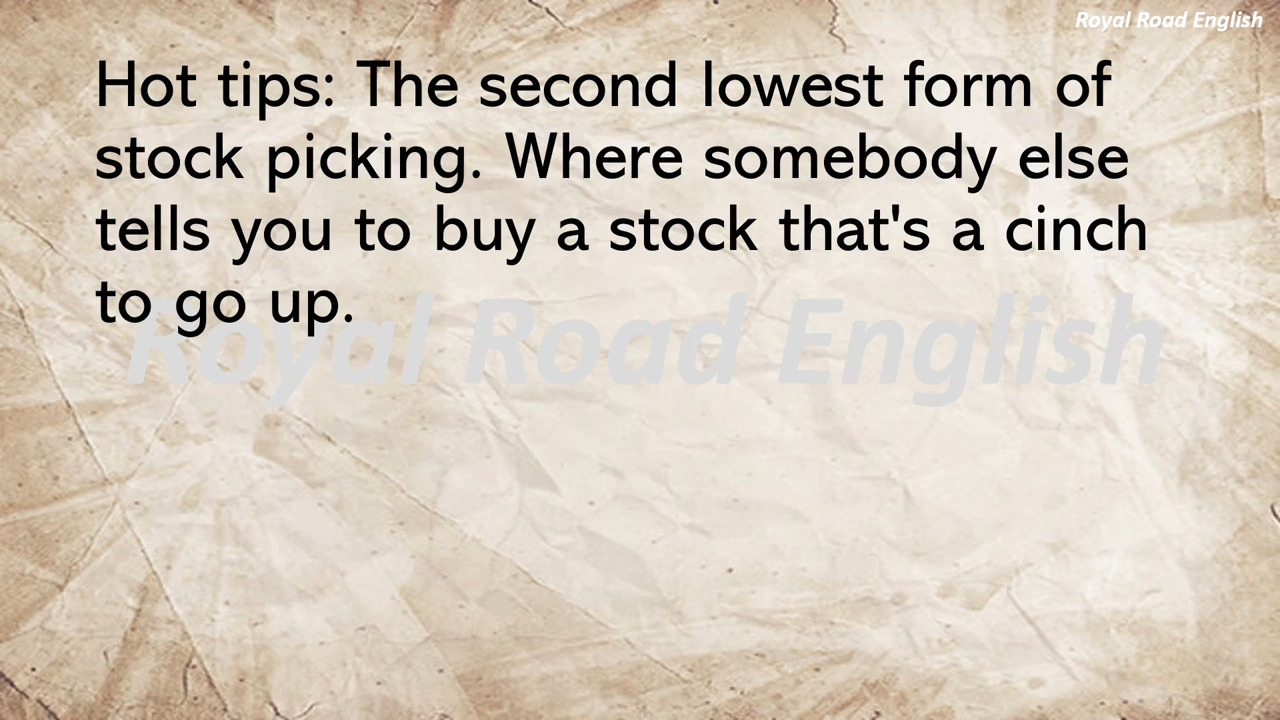 Royal Road English
Hot tips: The second lowest form of
stock picking. Where somebody else
tells you to buy a stock that's a cinch
to go up.
Royal Road English